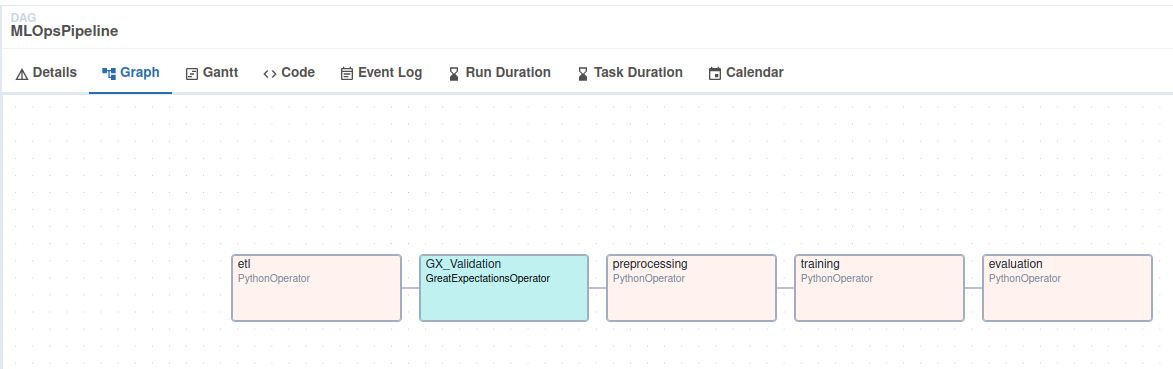 DAG
MLOpsPipeline
Details Graph Gantt Code Event Log Run Duration Task Duration Calendar
etl GX_Validation preprocessing training evaluation
PythonOperator GreatExpectationsOperator PythonOperator PythonOperator PythonOperator